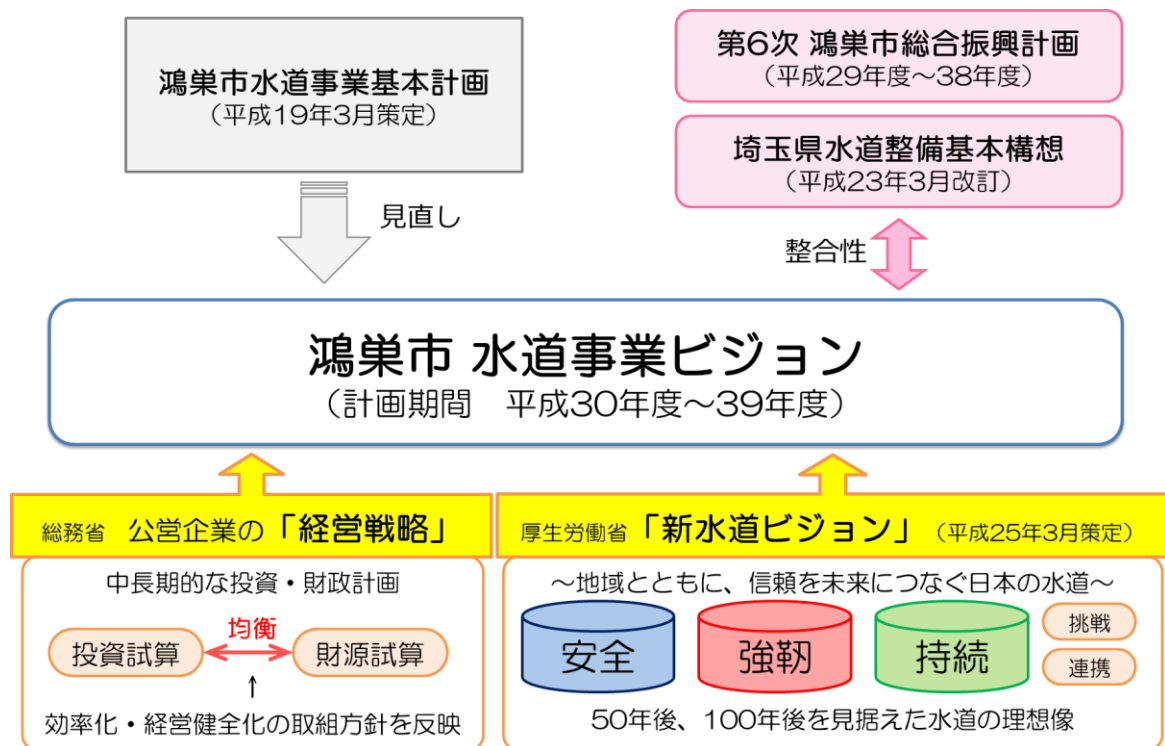 鴻巣市水道事業基本計画
(平成19年3月策定)
第6次 鴻巣市総合振興計画
(平成29年度～38年度)
埼玉県水道整備基本構想
(平成23年3月改訂)
見直し
整合性
鴻巣市 水道事業ビジョン
(計画期間　平成30年度～39年度)
総務省 公営企業の「経営戦略」
中長期的な投資・財政計画
均衡
投資試算
財源試算
効率化・経営健全化の取組方針を反映
厚生労働省「新水道ビジョン」(平成25年3月策定)
～地域とともに、信頼を未来につなぐ日本の水道～
安全
強靭
持続
挑戦
連携
50年後、100年後を見据えた水道の理想像